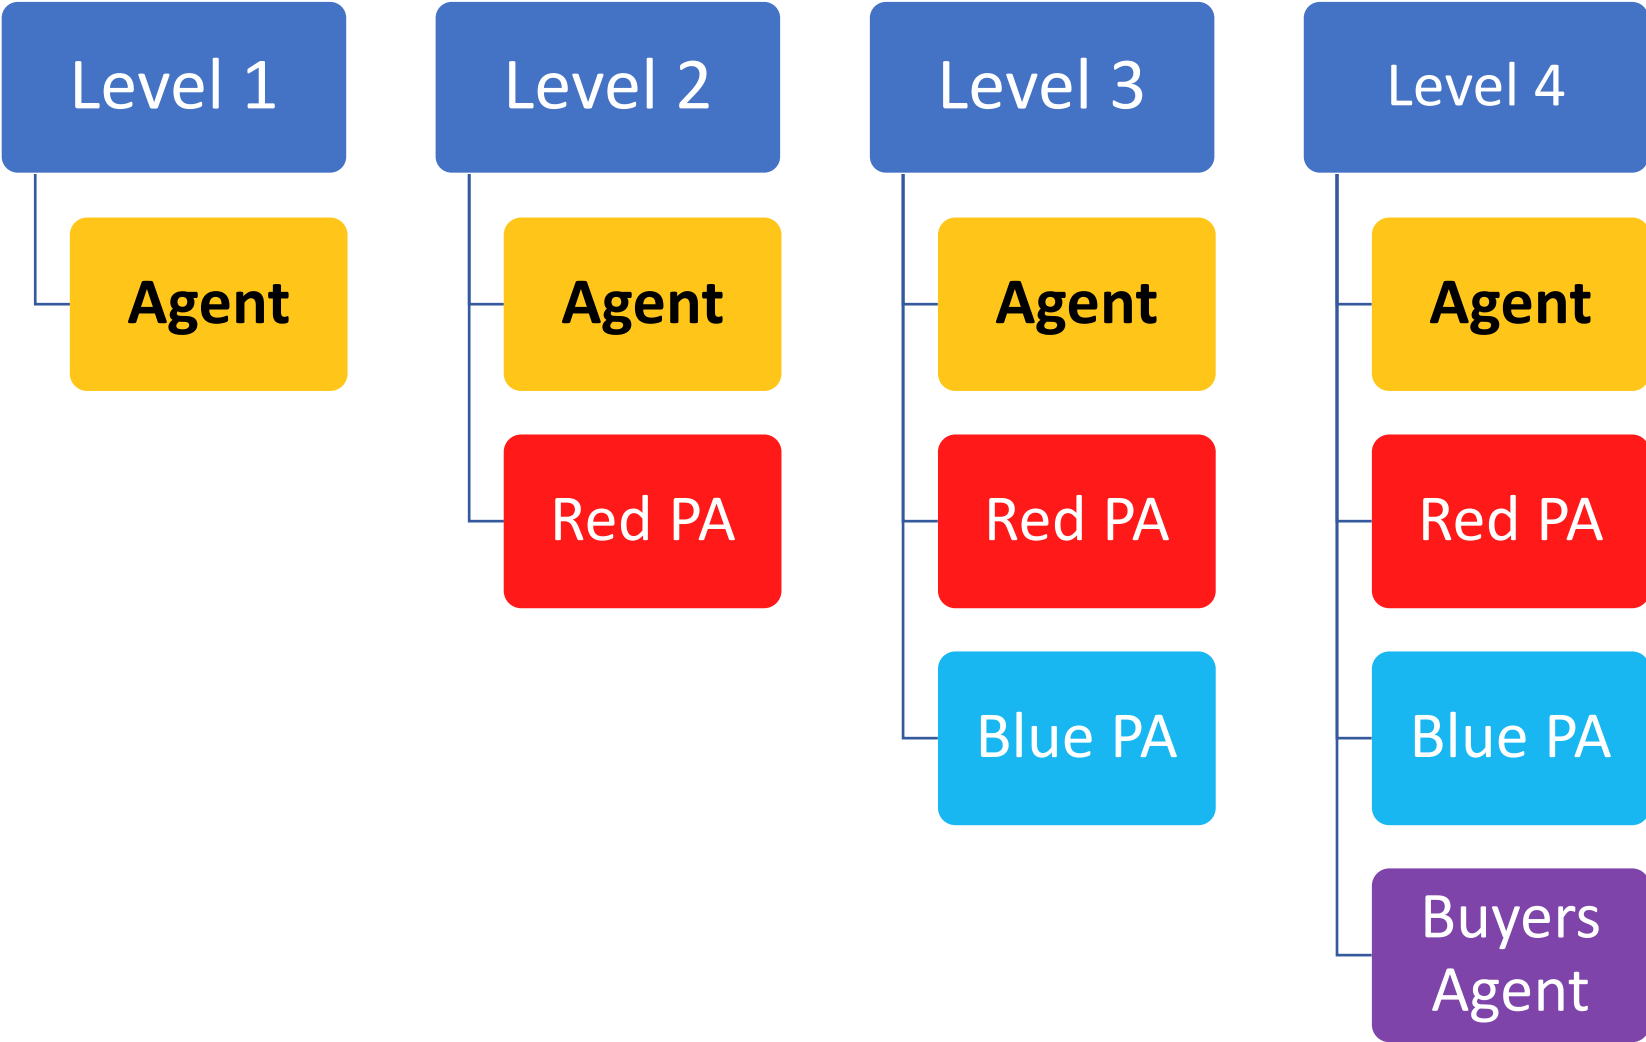 Level 1
Agent
Level 2
Agent
Red PA
Level 3
Agent
Red PA
Blue PA
Level 4
Agent
Red PA
Blue PA
Buyers
Agent